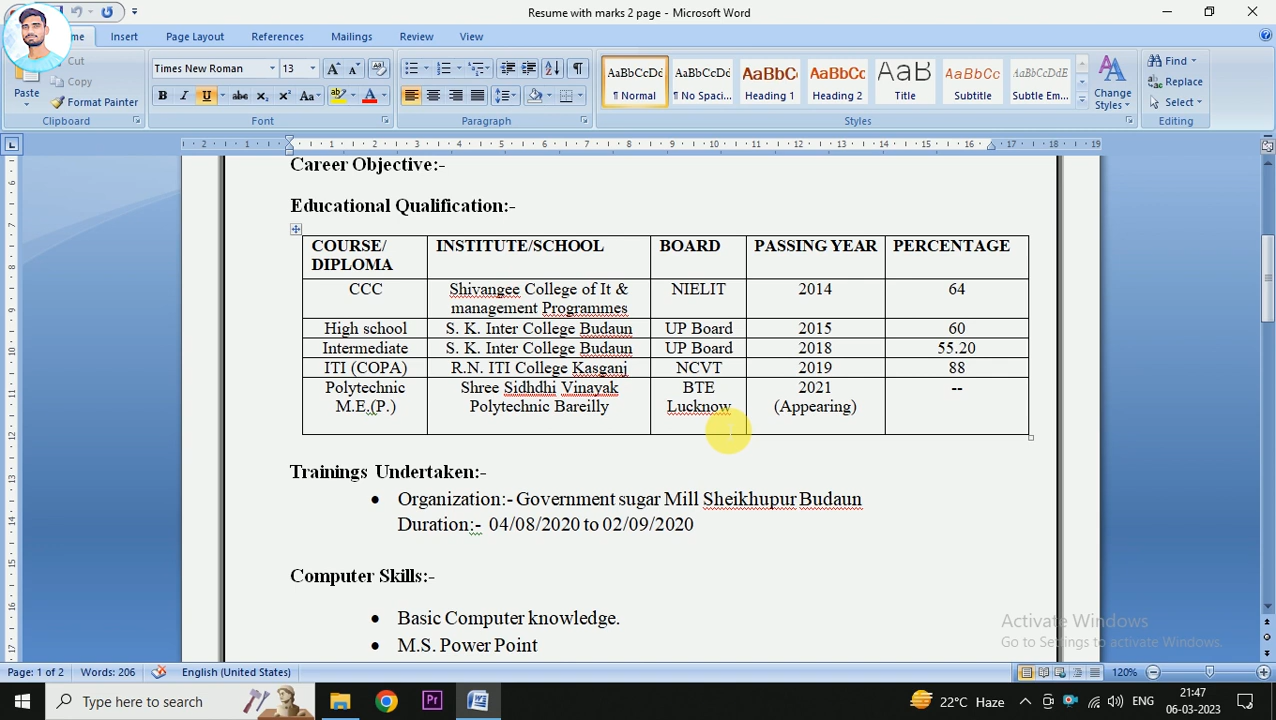 Resume with marks 2 page - Microsoft Word
Insert Page Layout References Mailings Review View
Cut
Copy
Format Painter
Paste
Clipboard
Times New Roman 13
Font
Paragraph
AaBbCcDd AaBbCcDd AaBbCc AaBbCc AaB AaBbCc AaBbCcDdE
¶ Normal ¶ No Spaci... Heading 1 Heading 2 Title Subtitle Subtle Em...
Change Styles
Styles
Find
Replace
Select
Editing
Career Objective:-
Educational Qualification:-
COURSE/ DIPLOMA INSTITUTE/SCHOOL BOARD PASSING YEAR PERCENTAGE
CCC Shivangee College of It & management Programmes NIELIT 2014 64
High school S. K. Inter College Budaun UP Board 2015 60
Intermediate S. K. Inter College Budaun UP Board 2018 55.20
ITI (COPA) R.N. ITI College Kasganj NCVT 2019 88
Polytechnic M.E.(P.) Shree Sidhdhi Vinayak Polytechnic Bareilly BTE Lucknow 2021 (Appearing) --
Trainings Undertaken:-
• Organization:- Government sugar Mill Sheikhupur Budaun
Duration:- 04/08/2020 to 02/09/2020
Computer Skills:-
• Basic Computer knowledge.
• M.S. Power Point
Activate Windows
Go to Settings to activate Windows.
Page: 1 of 2 Words: 206 English (United States) 120%
Type here to search 22°C Haze ENG 21:47
06-03-2023